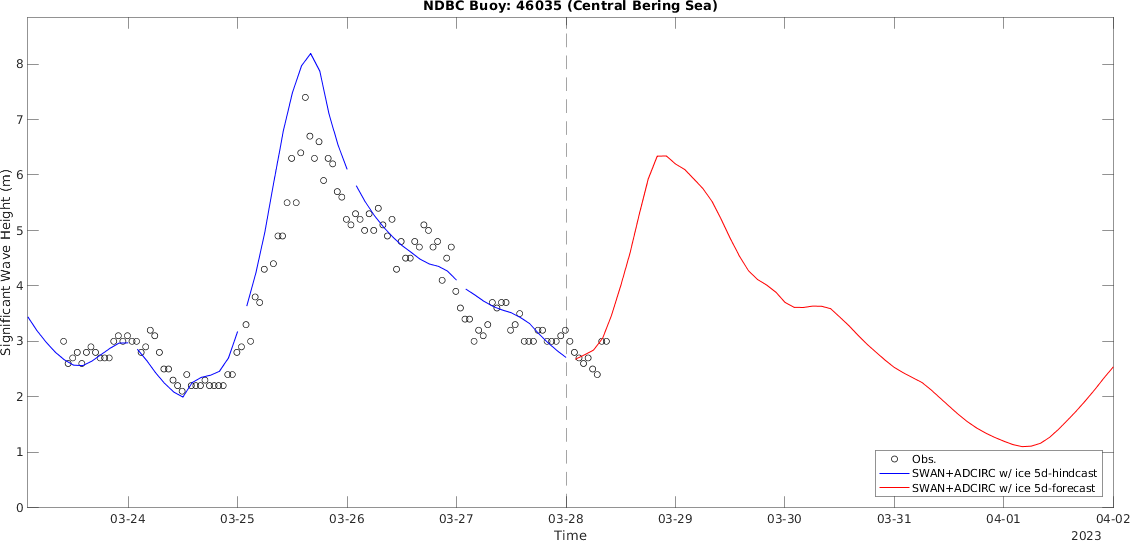 NDBC Buoy: 46035 (Central Bering Sea)
Significant Wave Height (m)
8
7
6
5
4
3
2
1
0
Obs.
SWAN+ADCIRC w/ ice 5d-hindcast
SWAN+ADCIRC w/ ice 5d-forecast
03-24 03-25 03-26 03-27 03-28 03-29 03-30 03-31 04-01 04-02
Time 2023